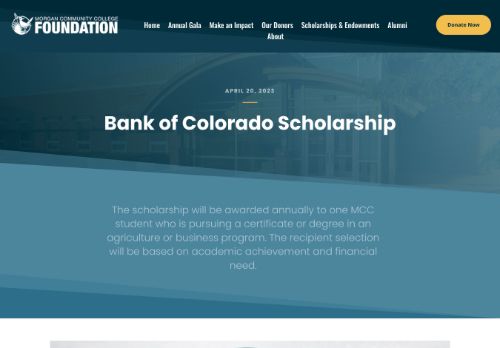 MORGAN COMMUNITY COLLEGE
FOUNDATION
Home Annual Gala Make an Impact Our Donors Scholarships & Endowments Alumni
About
Donate Now
APRIL 20, 2023
Bank of Colorado Scholarship
The scholarship will be awarded annually to one MCC
student who is pursuing a certificate or degree in an
agriculture or business program. The recipient selection
will be based on academic achievement and financial
need.